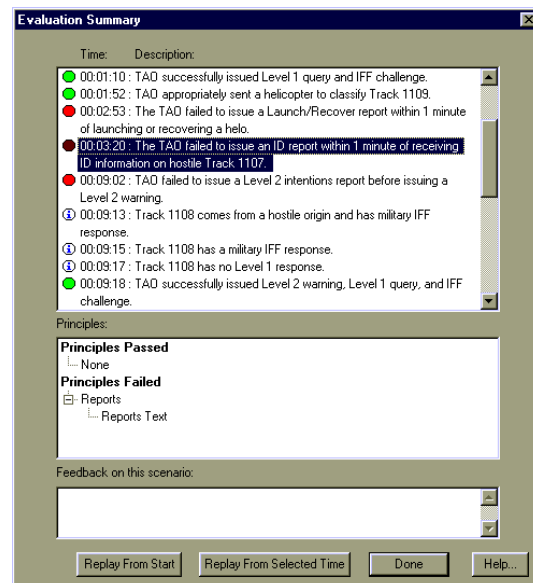 Evaluation Summary
Time: Description:
00:01:10 : TAO successfully issued Level 1 query and IFF challenge.
00:01:52 : TAO appropriately sent a helicopter to classify Track 1109.
00:02:53 : The TAO failed to issue a Launch/Recover report within 1 minute
of launching or recovering a helo.
00:03:20 : The TAO failed to issue an ID report within 1 minute of receiving
ID information on hostile Track 1107.
00:09:02 : TAO failed to issue a Level 2 intentions report before issuing a
Level 2 warning.
00:09:13 : Track 1108 comes from a hostile origin and has military IFF
response.
00:09:15 : Track 1108 has a military IFF response.
00:09:17 : Track 1108 has no Level 1 response.
00:09:18 : TAO successfully issued Level 2 warning, Level 1 query, and IFF
challenge.
Principles:
Principles Passed
None
Principles Failed
Reports
Reports Text
Feedback on this scenario:
Replay From Start Replay From Selected Time Done Help...